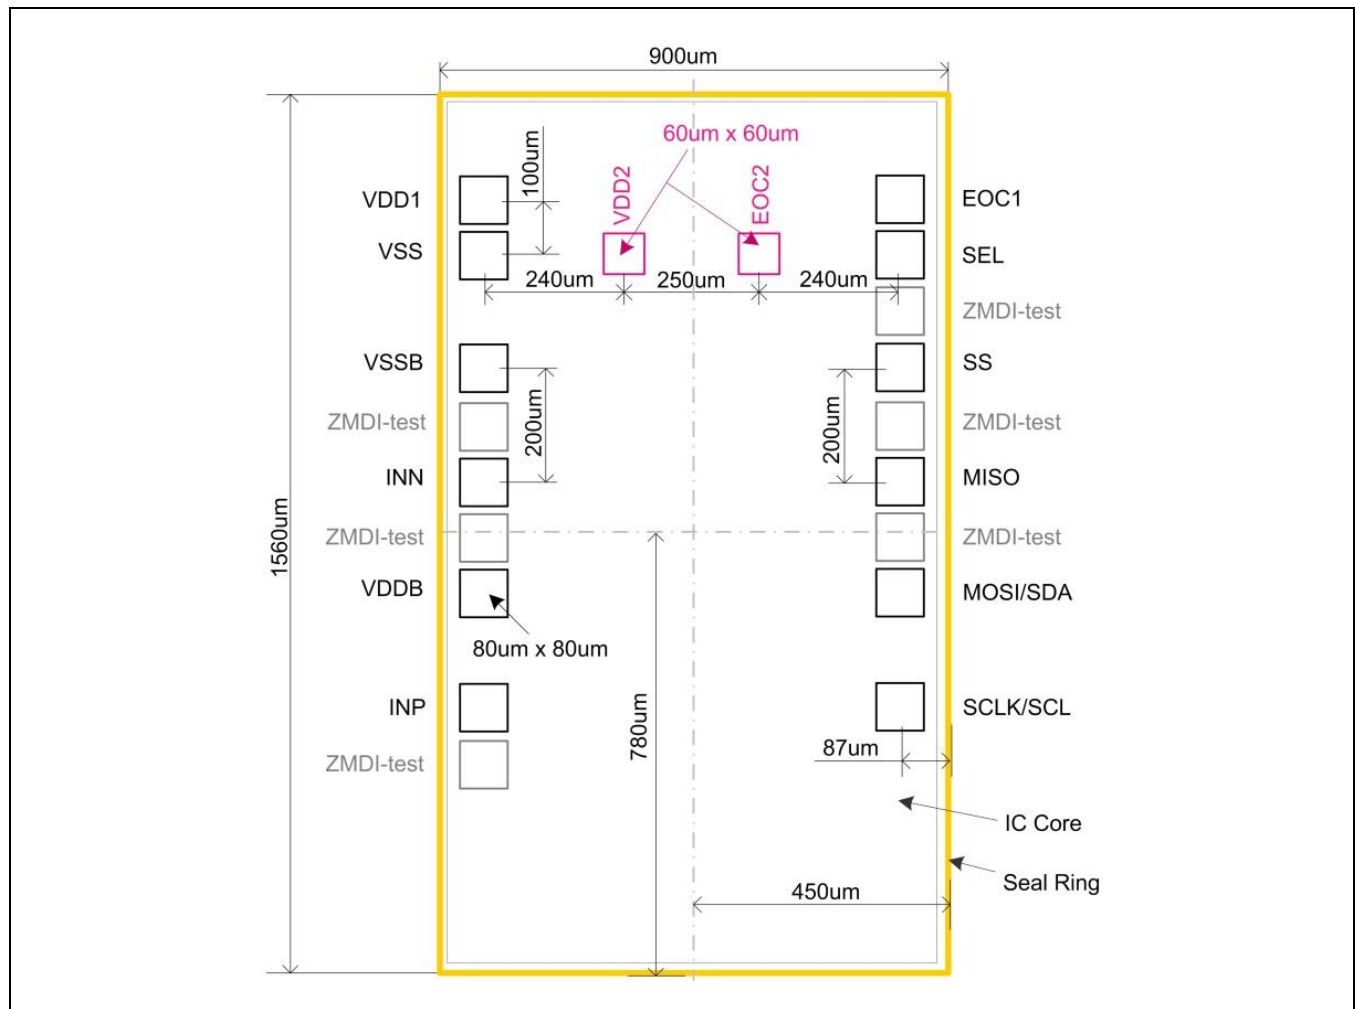 900um
60um x 60um
100um
VDD2
EOC2
VDD1
EOC1
VSS
SEL
240um
250um
240um
ZMDI-test
VSSB
SS
ZMDI-test
200um
200um
ZMDI-test
INN
MISO
1560um
ZMDI-test
ZMDI-test
VDDB
MOSI/SDA
80um x 80um
INP
780um
SCLK/SCL
87um
ZMDI-test
IC Core
Seal Ring
450um